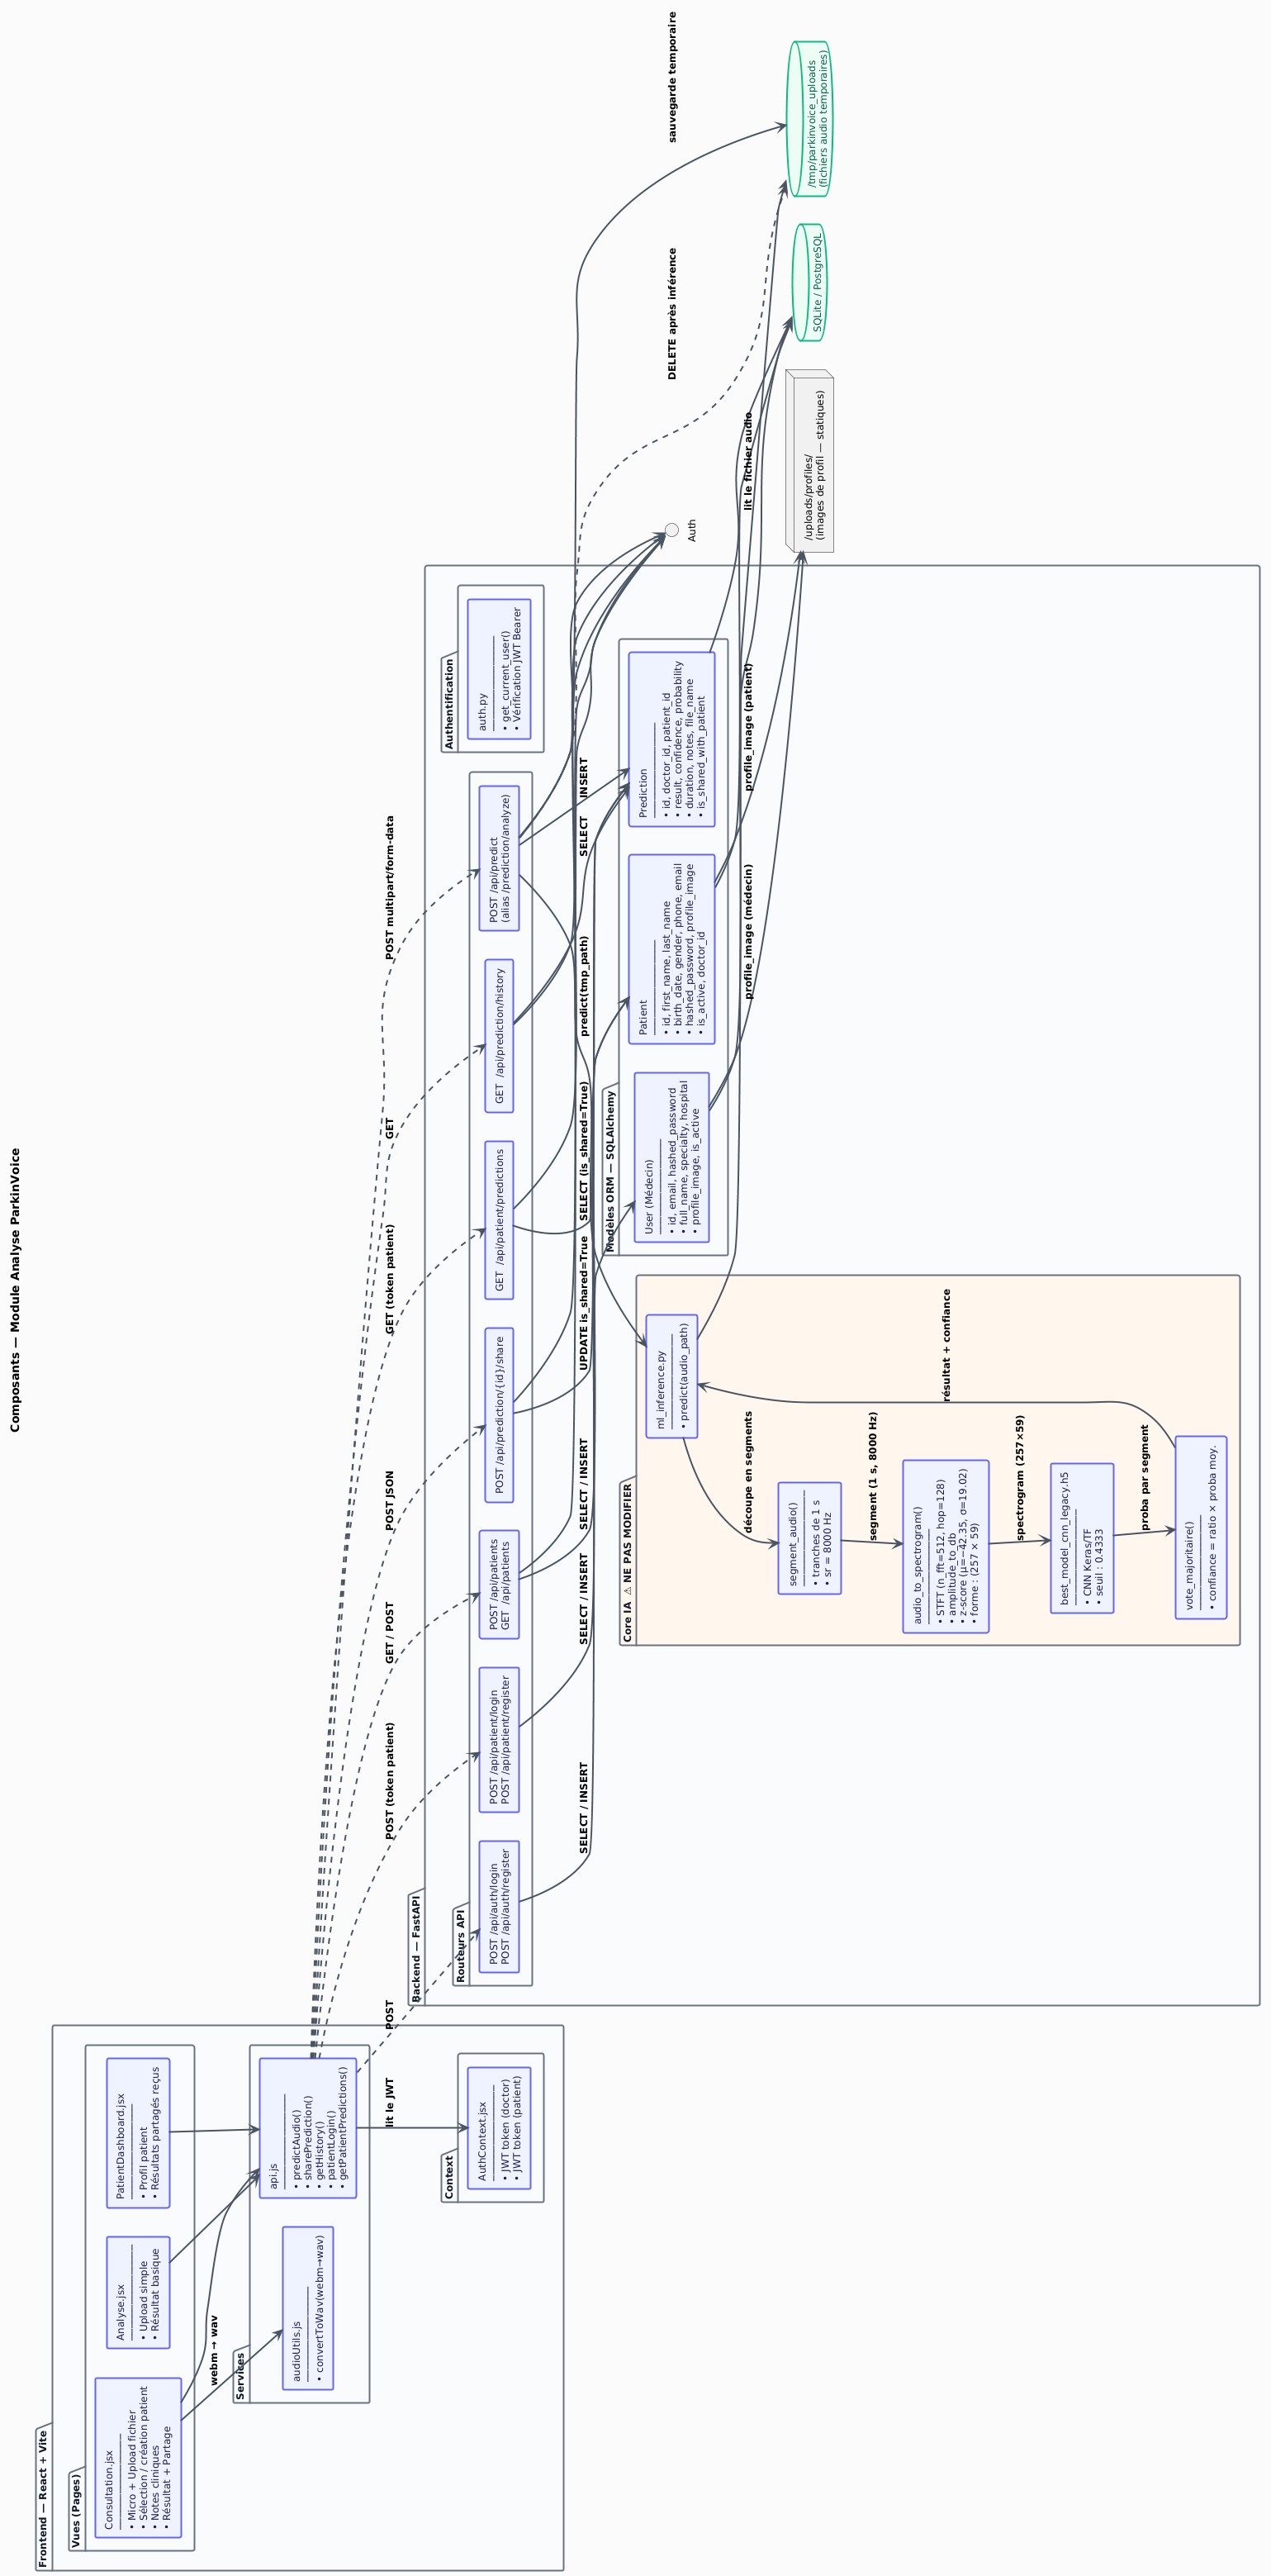 Composants — Module Analyse ParkinVoice
Frontend — React + Vite
Vues (Pages)
Consultation.jsx
• Micro + Upload fichier
• Sélection / création patient
• Notes cliniques
• Résultat + Partage
Analyse.jsx
• Upload simple
• Résultat basique
PatientDashboard.jsx
• Profil patient
• Résultats partagés reçus
webm → wav
Services
audioUtils.js
• convertToWav(webm→wav)
api.js
• predictAudio()
• sharePrediction()
• getHistory()
• patientLogin()
• getPatientPredictions()
lit le JWT
Context
AuthContext.jsx
• JWT token (doctor)
• JWT token (patient)
POST
POST (token patient)
GET / POST
POST JSON
GET (token patient)
GET
POST multipart/form-data
Backend — FastAPI
Routeurs API
POST /api/auth/login
POST /api/auth/register
POST /api/patient/login
POST /api/patient/register
POST /api/patients
GET /api/patients
POST /api/prediction/{id}/share
GET /api/patient/predictions
GET /api/prediction/history
POST /api/predict
(alias /prediction/analyze)
Authentification
auth.py
• get_current_user()
• Vérification JWT Bearer
SELECT / INSERT
SELECT / INSERT
SELECT / INSERT
UPDATE is_shared=True
SELECT (is_shared=True)
predict(tmp_path)
SELECT
INSERT
Modèles ORM — SQLAlchemy
User (Médecin)
• id, email, hashed_password
• full_name, specialty, hospital
• profile_image, is_active
Patient
• id, first_name, last_name
• birth_date, gender, phone, email
• hashed_password, profile_image
• is_active, doctor_id
Prediction
• id, doctor_id, patient_id
• result, confidence, probability
• duration, notes, file_name
• is_shared_with_patient
Core IA ⚠ NE PAS MODIFIER
ml_inference.py
• predict(audio_path)
découpe en segments
segment_audio()
• tranches de 1 s
• sr = 8000 Hz
segment (1 s, 8000 Hz)
audio_to_spectrogram()
• STFT (n_fft=512, hop=128)
• amplitude_to_db
• z-score (μ=−42.35, σ=19.02)
• forme : (257 × 59)
spectrogram (257×59)
best_model_cnn_legacy.h5
• CNN Keras/TF
• seuil : 0.4333
proba par segment
vote_majoritaire()
• confiance = ratio × proba moy.
résultat + confiance
Auth
profile_image (médecin)
profile_image (patient)
lit le fichier audio
DELETE après inférence
sauvegarde temporaire
/uploads/profiles/
(images de profil — statiques)
SQLite / PostgreSQL
/tmp/parkinvoice_uploads
(fichiers audio temporaires)